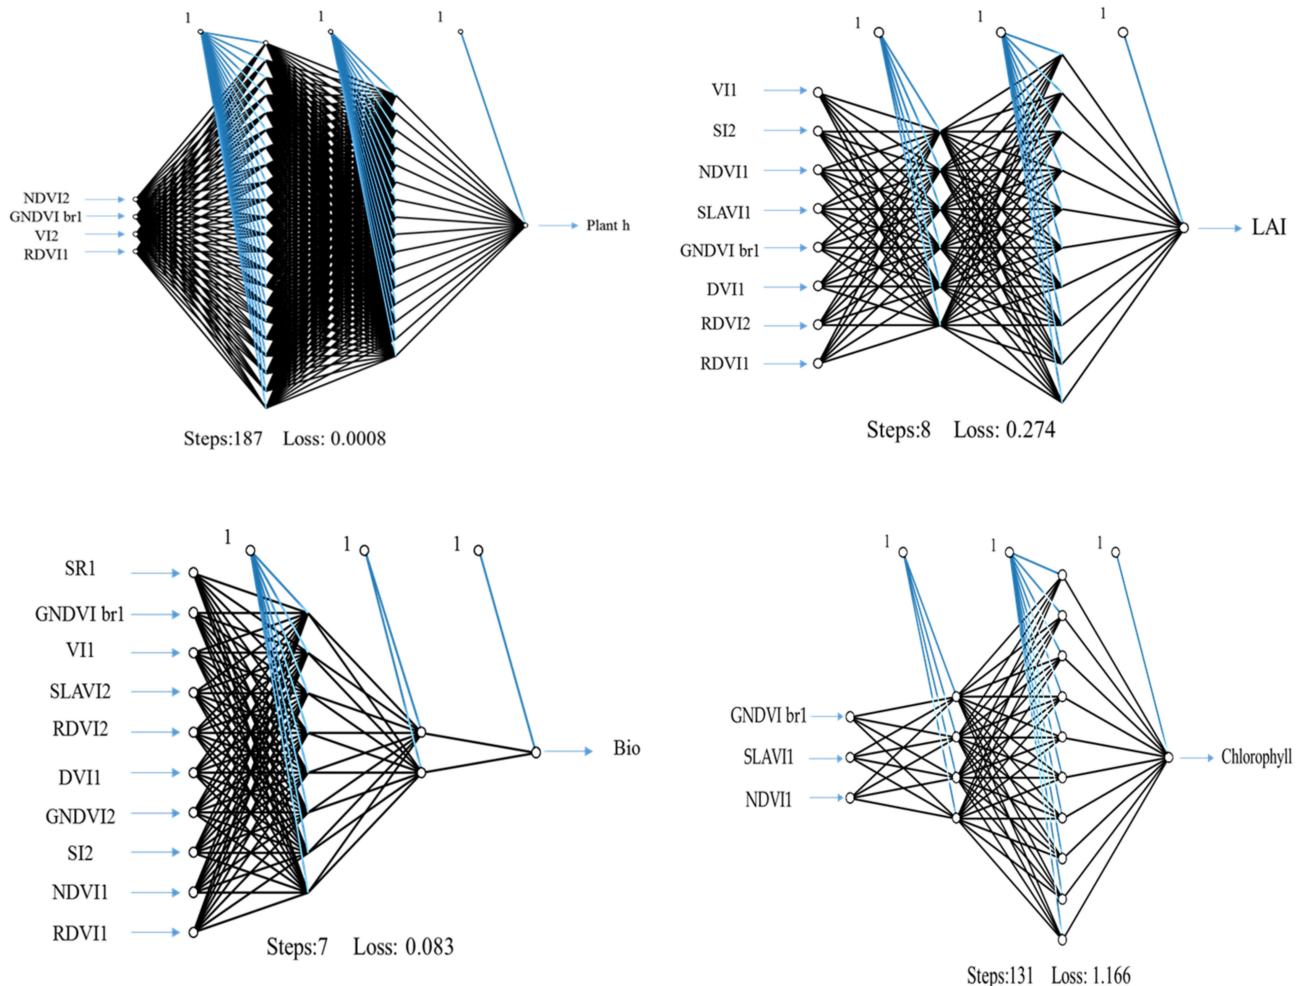 1 1 1
NDVI2
GNDVI br1
VI2
RDVI1
Plant h
Steps:187 Loss: 0.0008
1 1 1
VI1
SI2
NDVI1
SLAVI1
GNDVI br1
DVI1
RDVI2
RDVI1
LAI
Steps:8 Loss: 0.274
1 1 1
SR1
GNDVI br1
VI1
SLAVI2
RDVI2
DVI1
GNDVI2
SI2
NDVI1
RDVI1
Bio
Steps:7 Loss: 0.083
1 1 1
GNDVI br1
SLAVI1
NDVI1
Chlorophyll
Steps:131 Loss: 1.166